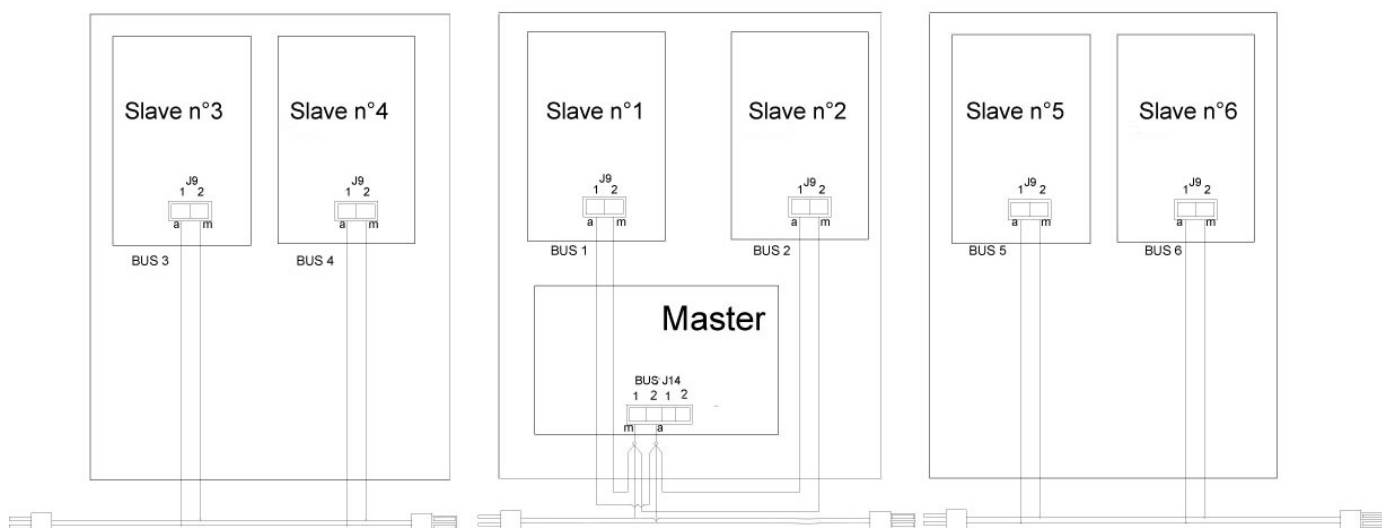 Slave n°3
J9
1 2
a m
BUS 3
Slave n°4
J9
1 2
a m
BUS 4
Slave n°1
J9
1 2
a m
BUS 1
Slave n°2
J9
1 2
a m
BUS 2
Master
BUS J14
1 2 1 2
m a
Slave n°5
J9
1 2
a m
BUS 5
Slave n°6
J9
1 2
a m
BUS 6